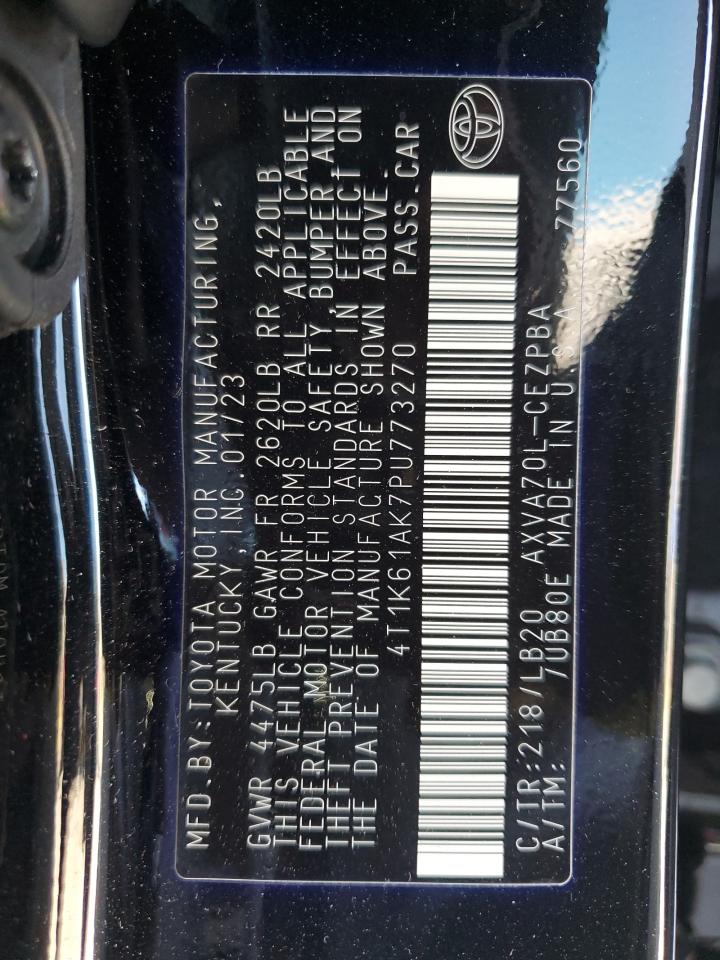 MFD.BY:TOYOTA MOTOR MANUFACTURING,
KENTUCKY,INC.01/23
GVWR 4475LB GAWR FR 2620LB RR 2420LB
THIS VEHICLE CONFORMS TO ALL APPLICABLE
FEDERAL MOTOR VEHICLE SAFETY,BUMPER,AND
THEFT PREVENTION STANDARDS IN EFFECT ON
THE DATE OF MANUFACTURE SHOWN ABOVE.
4T1K61AK7PU773270 PASS.CAR
C/TR:218/LB20 AXVA70L-CEZPBA
A/TM: /UB80E MADE IN U S A 77560